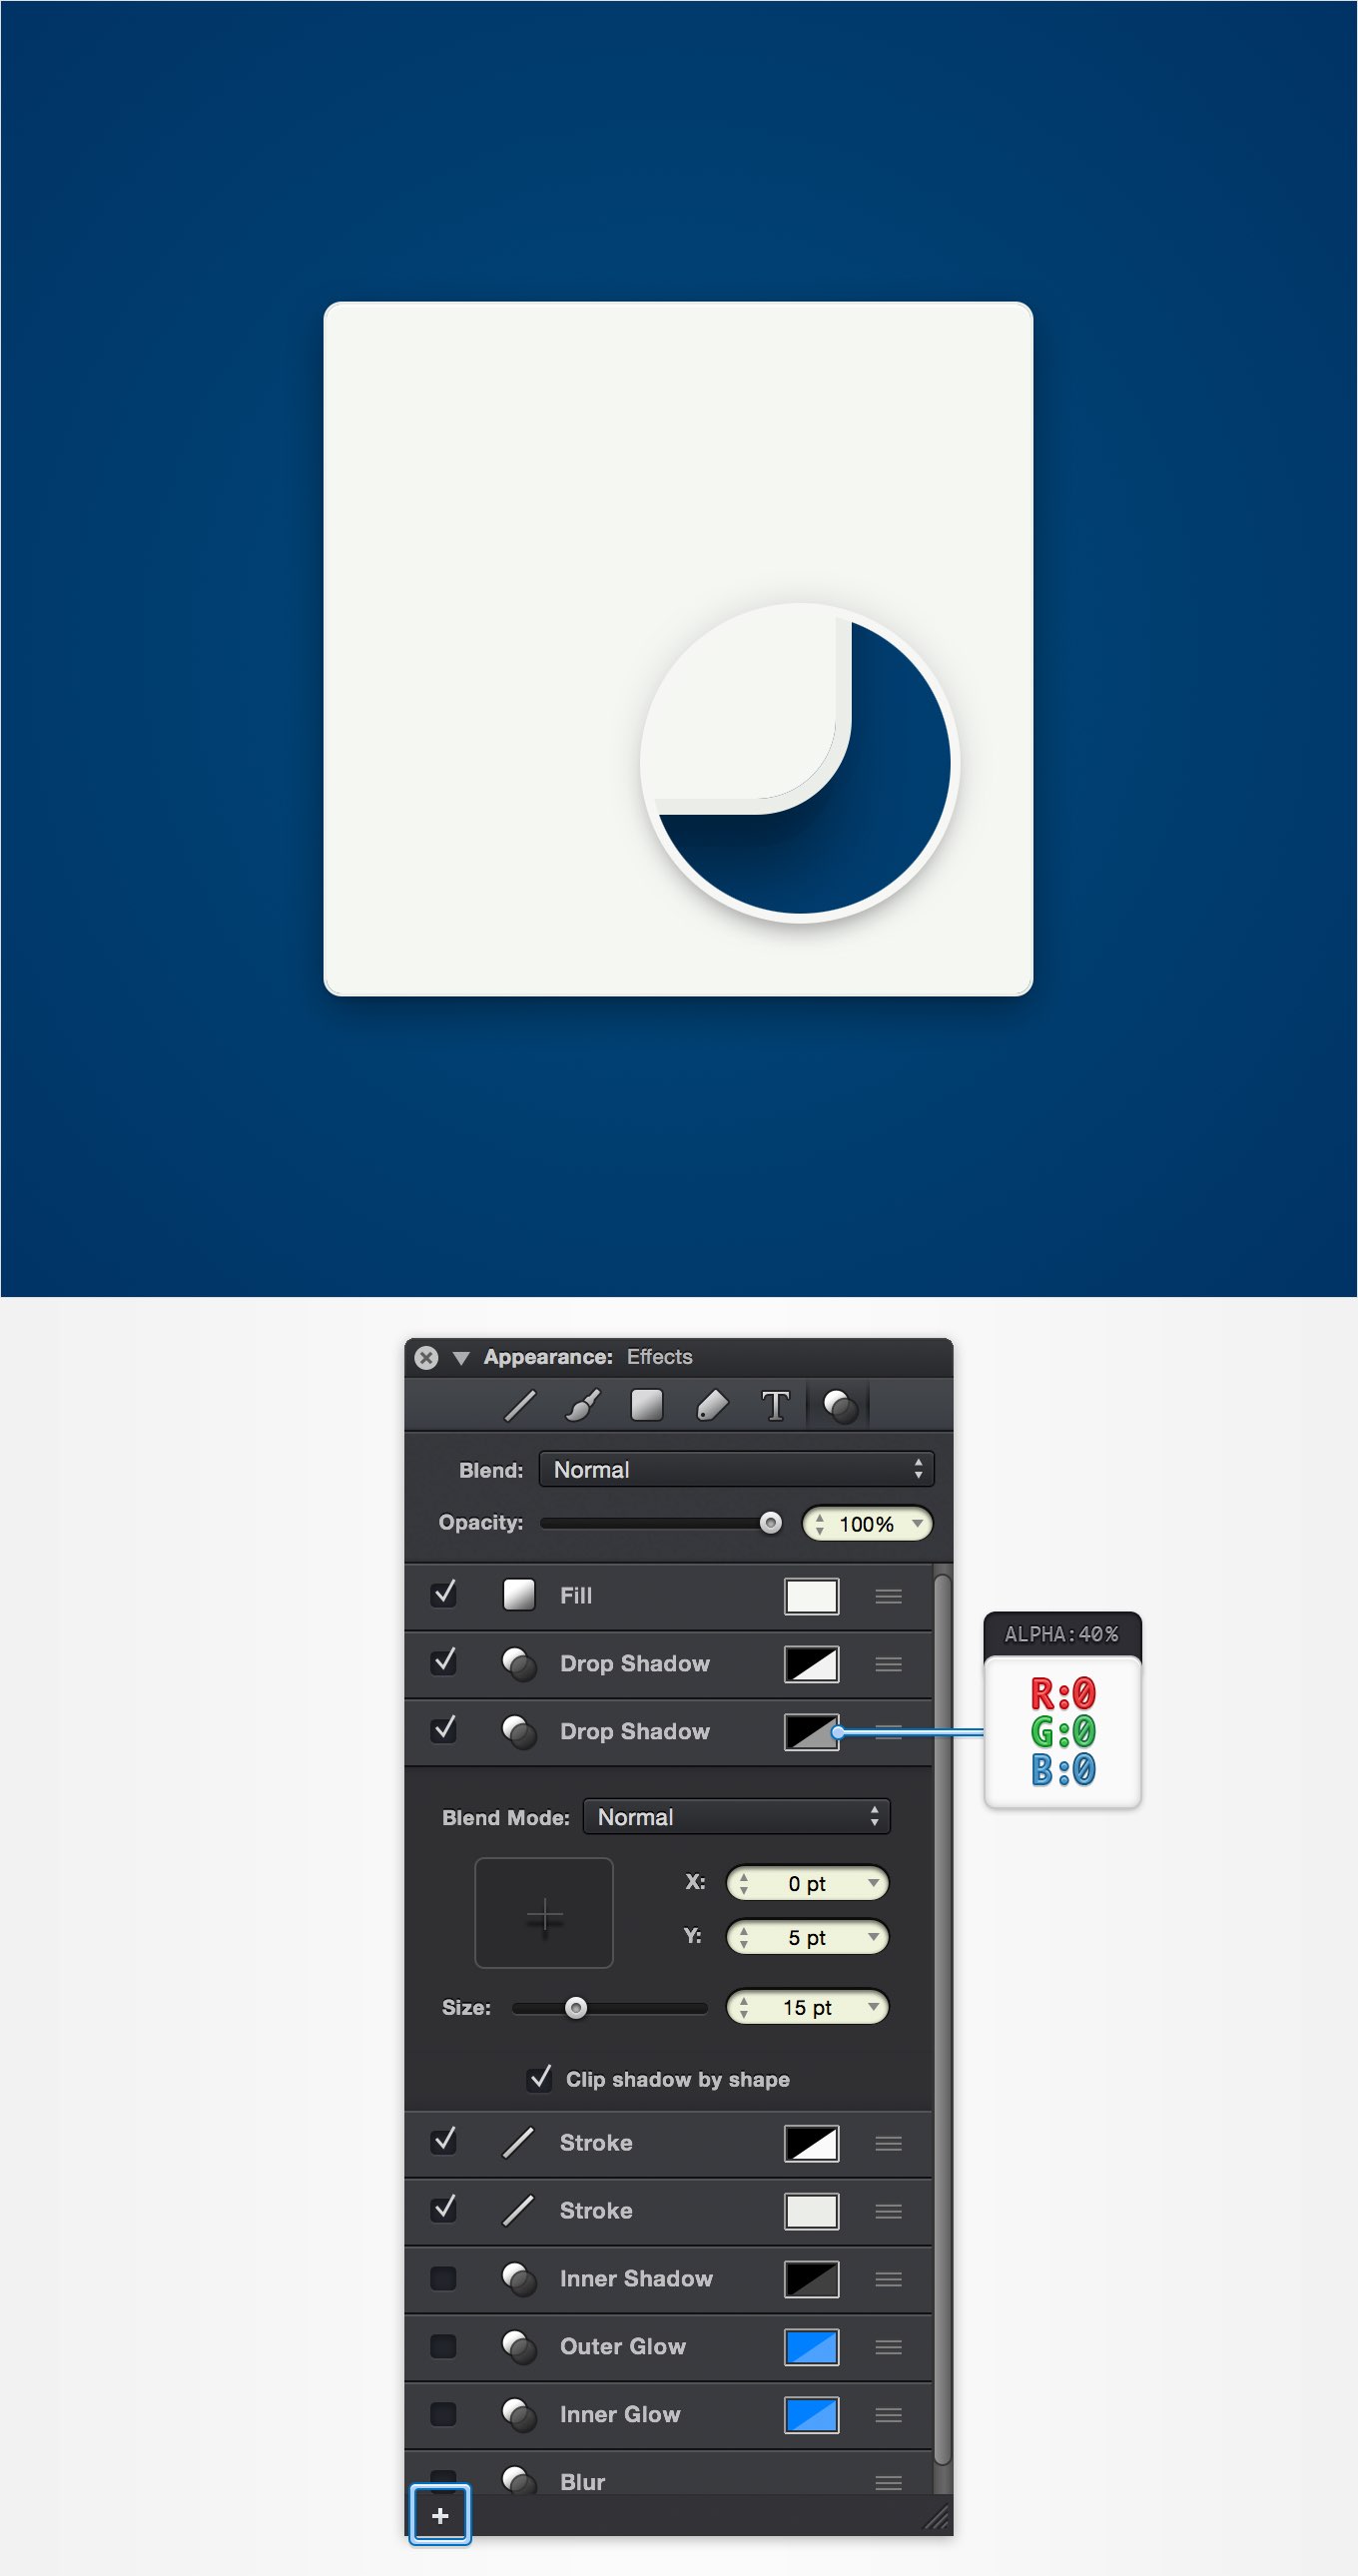 Appearance: Effects
T
Blend: Normal
Opacity: 100%
Fill
Drop Shadow
ALPHA:40%
Drop Shadow
R:0
G:0
B:0
Blend Mode: Normal
X: 0 pt
Y: 5 pt
Size: 15 pt
Clip shadow by shape
Stroke
Stroke
Inner Shadow
Outer Glow
Inner Glow
Blur
+